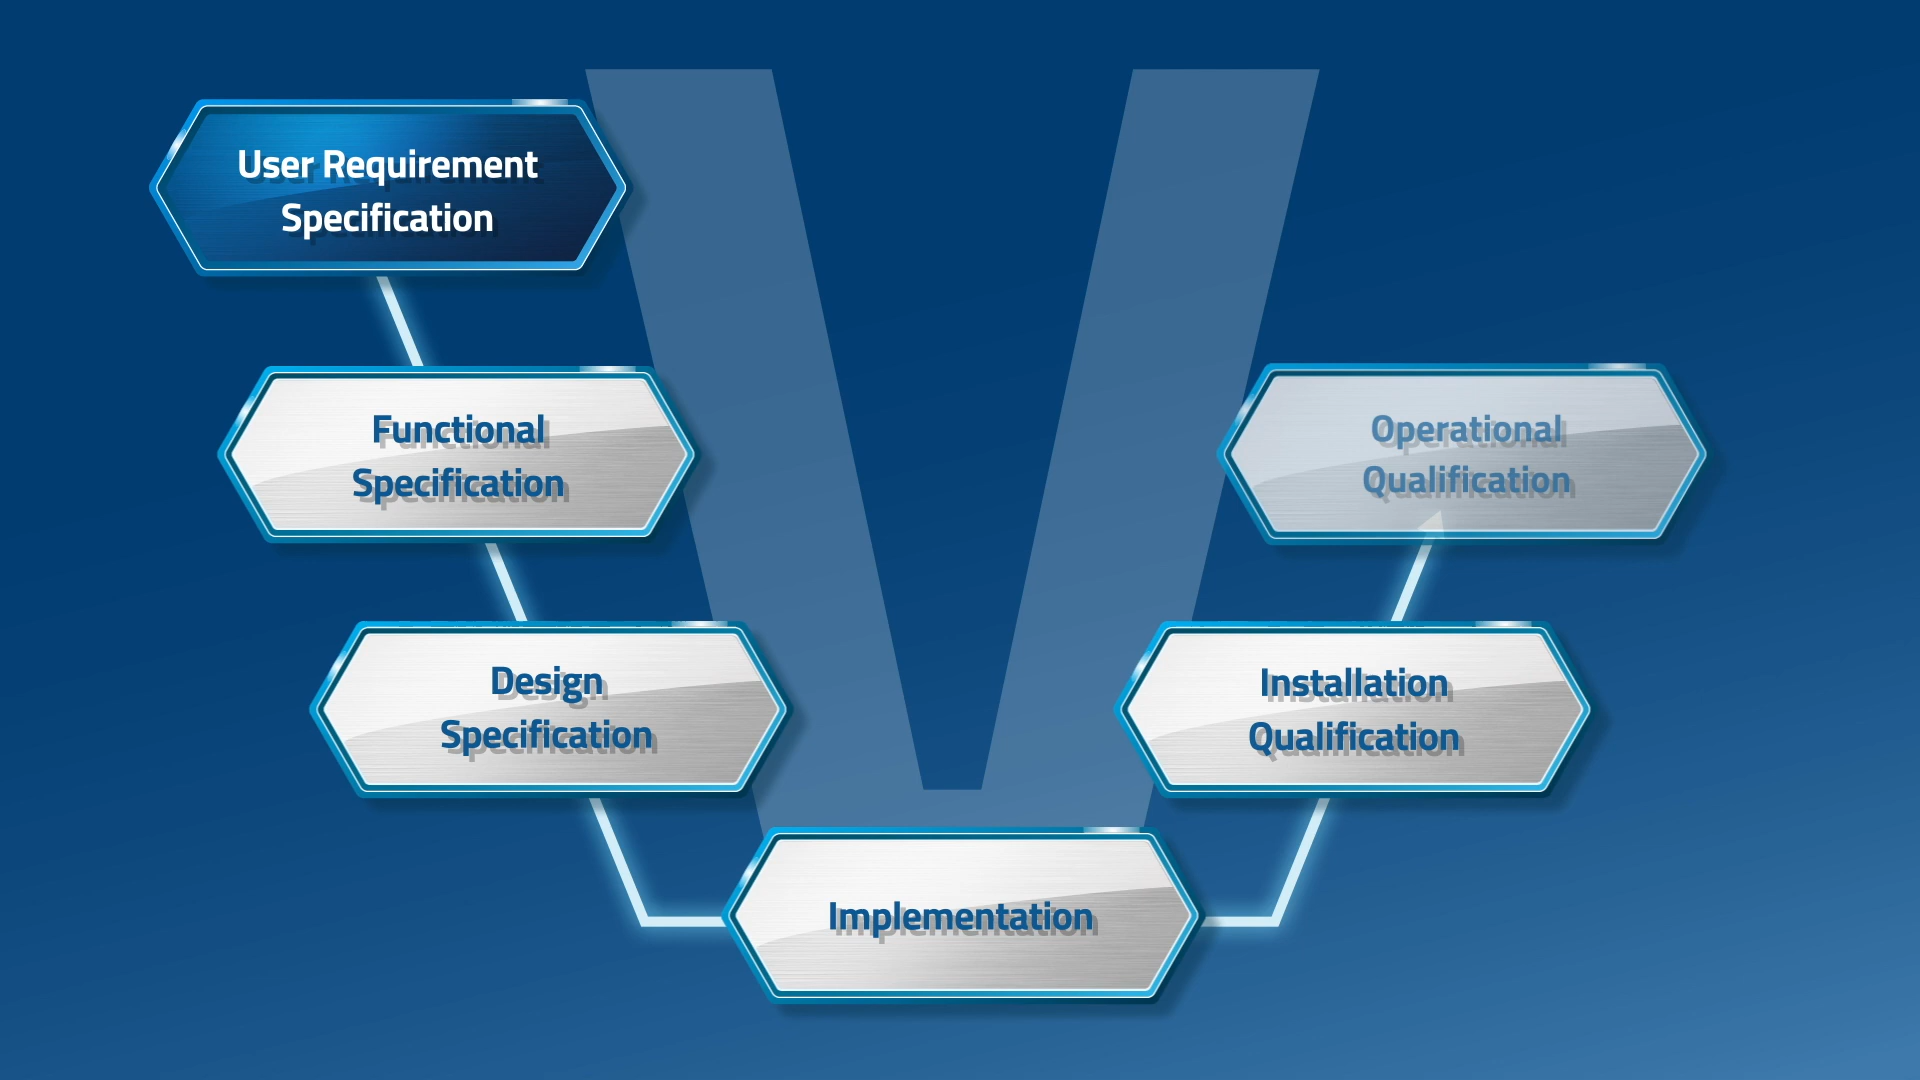 User Requirement
Specification
Functional
Specification
Design
Specification
Implementation
Installation
Qualification
Operational
Qualification